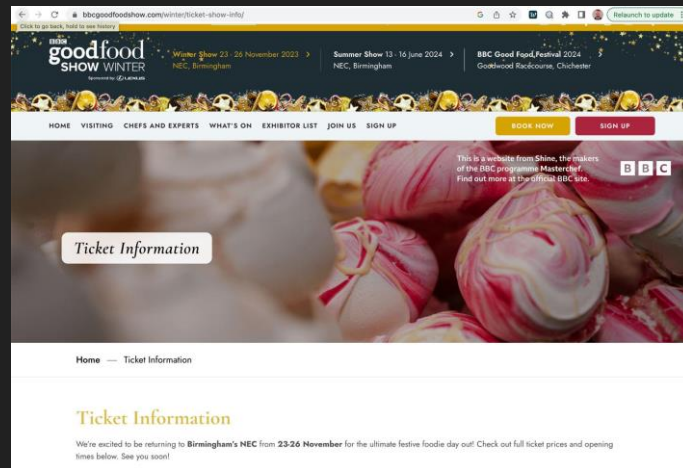 bbcgoodfoodshow.com/winter/ticket-show-info/
Relaunch to update
Click to go back, hold to see history
BBC
goodfood
SHOW WINTER
Sponsored by LEXUS
Winter Show 23 - 26 November 2023 >
NEC, Birmingham
Summer Show 13 - 16 June 2024 >
NEC, Birmingham
BBC Good Food Festival 2024
Goodwood Racecourse, Chichester
HOME VISITING CHEFS AND EXPERTS WHAT'S ON EXHIBITOR LIST JOIN US SIGN UP
BOOK NOW
SIGN UP
This is a website from Shine, the makers
of the BBC programme Masterchef.
Find out more at the official BBC site.
BBC
Ticket Information
Home — Ticket Information
Ticket Information
We're excited to be returning to Birmingham's NEC from 23-26 November for the ultimate festive foodie day out! Check out full ticket prices and opening
times below. See you soon!